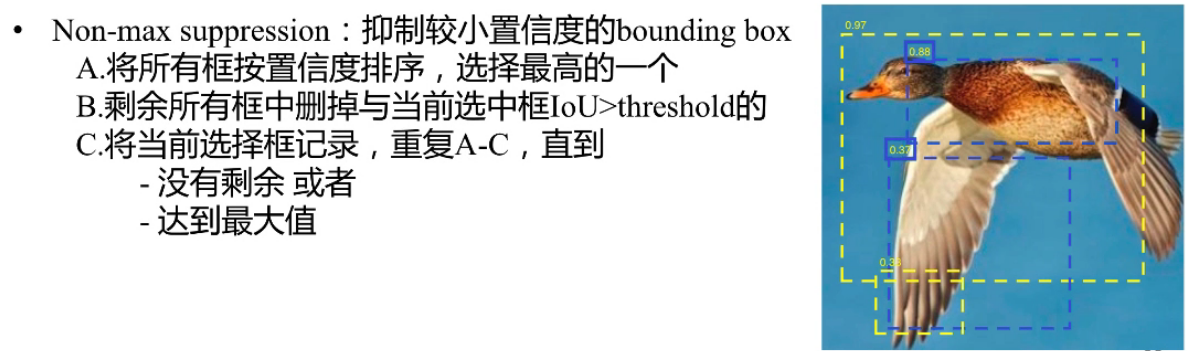 • Non-max suppression：抑制较小置信度的bounding box
A.将所有框按置信度排序，选择最高的一个
B.剩余所有框中删掉与当前选中框IoU>threshold的
C.将当前选择框记录，重复A-C，直到
- 没有剩余 或者
- 达到最大值
0.97
0.88
0.37